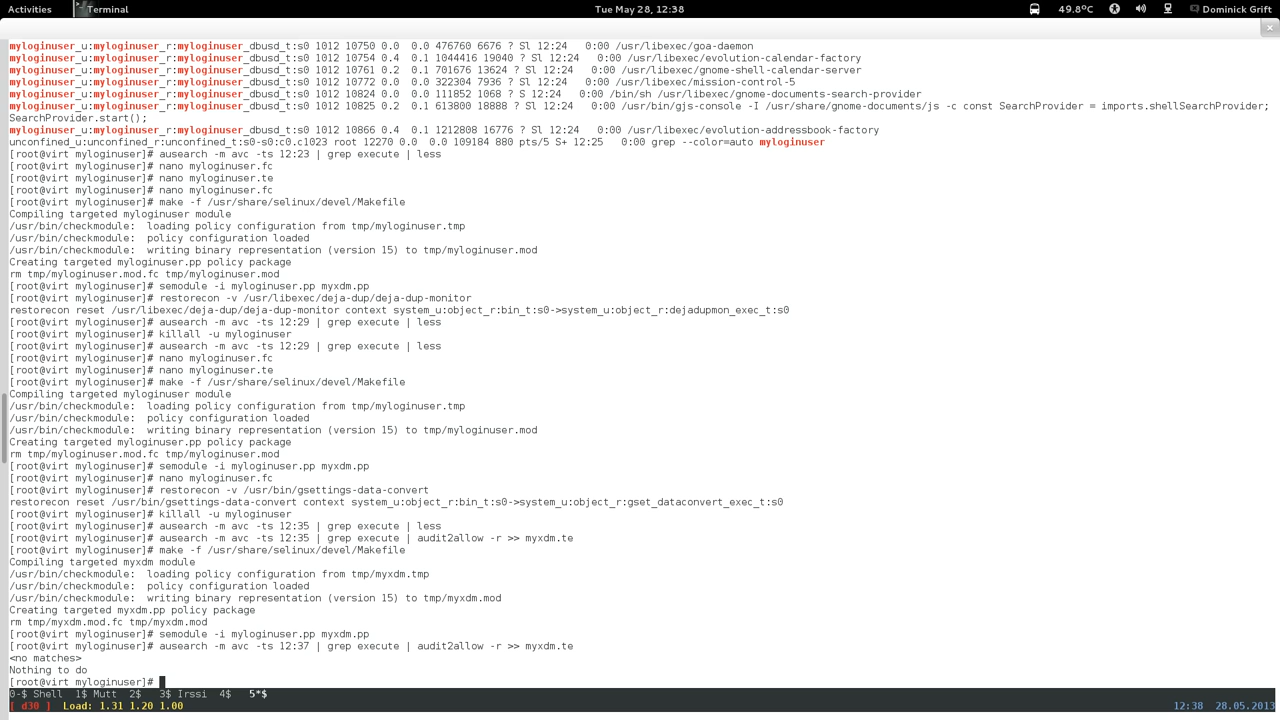 Activities Terminal Tue May 28, 12:38 49.8ºC Dominick Grift
myloginuser_u:myloginuser_r:myloginuser_dbusd_t:s0 1012 10750 0.0  0.0 476760 6676 ? Sl 12:24   0:00 /usr/libexec/goa-daemon
myloginuser_u:myloginuser_r:myloginuser_dbusd_t:s0 1012 10754 0.4  0.1 1044416 19040 ? Sl 12:24   0:00 /usr/libexec/evolution-calendar-factory
myloginuser_u:myloginuser_r:myloginuser_dbusd_t:s0 1012 10761 0.2  0.1 701676 13624 ? Sl 12:24   0:00 /usr/libexec/gnome-shell-calendar-server
myloginuser_u:myloginuser_r:myloginuser_dbusd_t:s0 1012 10772 0.0  0.0 322304 7936 ? Sl 12:24   0:00 /usr/libexec/mission-control-5
myloginuser_u:myloginuser_r:myloginuser_dbusd_t:s0 1012 10824 0.0  0.0 111852 1068 ? S 12:24   0:00 /bin/sh /usr/libexec/gnome-documents-search-provider
myloginuser_u:myloginuser_r:myloginuser_dbusd_t:s0 1012 10825 0.2  0.1 613800 18888 ? Sl 12:24   0:00 /usr/bin/gjs-console -I /usr/share/gnome-documents/js -c const SearchProvider = imports.shellSearchProvider;
SearchProvider.start();
myloginuser_u:myloginuser_r:myloginuser_dbusd_t:s0 1012 10866 0.4  0.1 1212808 16776 ? Sl 12:24   0:00 /usr/libexec/evolution-addressbook-factory
unconfined_u:unconfined_r:unconfined_t:s0-s0:c0.c1023 root 12270 0.0  0.0 109184 880 pts/5 S+ 12:25   0:00 grep --color=auto myloginuser
[root@virt myloginuser]# ausearch -m avc -ts 12:23 | grep execute | less
[root@virt myloginuser]# nano myloginuser.fc
[root@virt myloginuser]# nano myloginuser.te
[root@virt myloginuser]# nano myloginuser.fc
[root@virt myloginuser]# make -f /usr/share/selinux/devel/Makefile
Compiling targeted myloginuser module
/usr/bin/checkmodule:  loading policy configuration from tmp/myloginuser.tmp
/usr/bin/checkmodule:  policy configuration loaded
/usr/bin/checkmodule:  writing binary representation (version 15) to tmp/myloginuser.mod
Creating targeted myloginuser.pp policy package
rm tmp/myloginuser.mod.fc tmp/myloginuser.mod
[root@virt myloginuser]# semodule -i myloginuser.pp myxdm.pp
[root@virt myloginuser]# restorecon -v /usr/libexec/deja-dup/deja-dup-monitor
restorecon reset /usr/libexec/deja-dup/deja-dup-monitor context system_u:object_r:bin_t:s0->system_u:object_r:dejadupmon_exec_t:s0
[root@virt myloginuser]# ausearch -m avc -ts 12:29 | grep execute | less
[root@virt myloginuser]# killall -u myloginuser
[root@virt myloginuser]# ausearch -m avc -ts 12:29 | grep execute | less
[root@virt myloginuser]# nano myloginuser.fc
[root@virt myloginuser]# nano myloginuser.te
[root@virt myloginuser]# make -f /usr/share/selinux/devel/Makefile
Compiling targeted myloginuser module
/usr/bin/checkmodule:  loading policy configuration from tmp/myloginuser.tmp
/usr/bin/checkmodule:  policy configuration loaded
/usr/bin/checkmodule:  writing binary representation (version 15) to tmp/myloginuser.mod
Creating targeted myloginuser.pp policy package
rm tmp/myloginuser.mod.fc tmp/myloginuser.mod
[root@virt myloginuser]# semodule -i myloginuser.pp myxdm.pp
[root@virt myloginuser]# nano myloginuser.fc
[root@virt myloginuser]# restorecon -v /usr/bin/gsettings-data-convert
restorecon reset /usr/bin/gsettings-data-convert context system_u:object_r:bin_t:s0->system_u:object_r:gset_dataconvert_exec_t:s0
[root@virt myloginuser]# killall -u myloginuser
[root@virt myloginuser]# ausearch -m avc -ts 12:35 | grep execute | less
[root@virt myloginuser]# ausearch -m avc -ts 12:35 | grep execute | audit2allow -r >> myxdm.te
[root@virt myloginuser]# make -f /usr/share/selinux/devel/Makefile
Compiling targeted myxdm module
/usr/bin/checkmodule:  loading policy configuration from tmp/myxdm.tmp
/usr/bin/checkmodule:  policy configuration loaded
/usr/bin/checkmodule:  writing binary representation (version 15) to tmp/myxdm.mod
Creating targeted myxdm.pp policy package
rm tmp/myxdm.mod.fc tmp/myxdm.mod
[root@virt myloginuser]# semodule -i myloginuser.pp myxdm.pp
[root@virt myloginuser]# ausearch -m avc -ts 12:37 | grep execute | audit2allow -r >> myxdm.te
<no matches>
Nothing to do
[root@virt myloginuser]#
0-$ Shell  1$ Mutt  2$   3$ Irssi  4$   5*$
[ d30 ]  Load: 1.31 1.20 1.00 12:38  28.05.2013